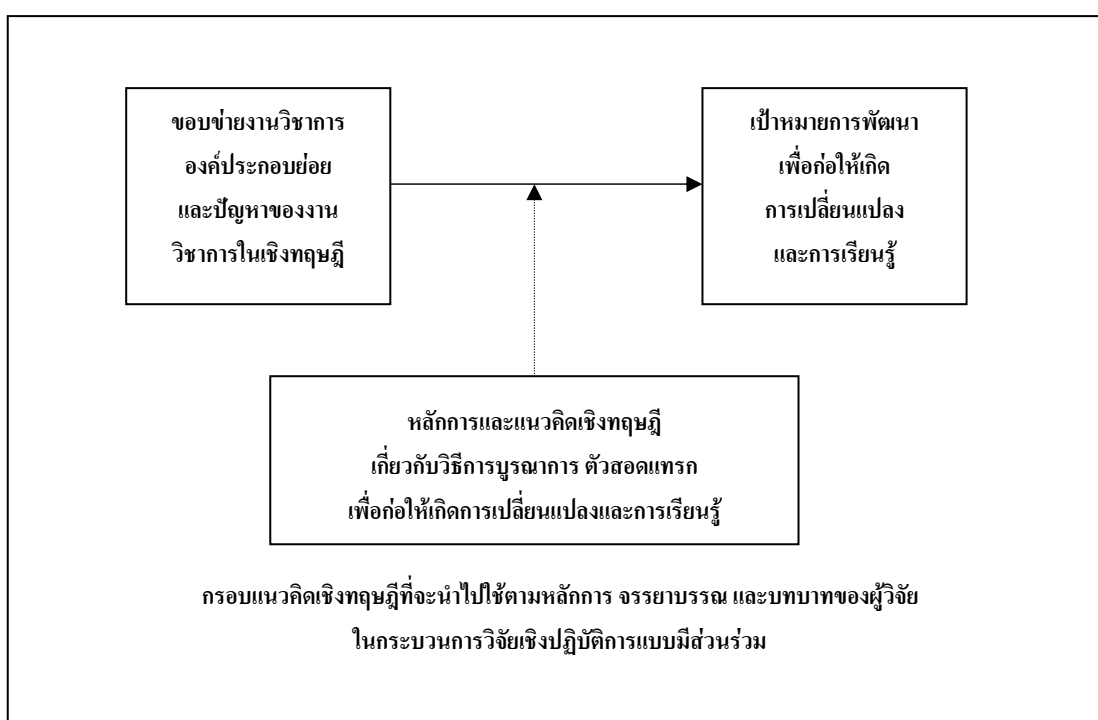 ขอบข่ายงานวิชาการ
องค์ประกอบย่อย
และปัญหาของงาน
วิชาการในเชิงทฤษฎี
เป้าหมายการพัฒนา
เพื่อก่อให้เกิด
การเปลี่ยนแปลง
และการเรียนรู้
หลักการและแนวคิดเชิงทฤษฎี
เกี่ยวกับวิธีการบูรณาการ ตัวสอดแทรก
เพื่อก่อให้เกิดการเปลี่ยนแปลงและการเรียนรู้
กรอบแนวคิดเชิงทฤษฎีที่จะนำไปใช้ตามหลักการ จรรยาบรรณ และบทบาทของผู้วิจัย
ในกระบวนการวิจัยเชิงปฏิบัติการแบบมีส่วนร่วม